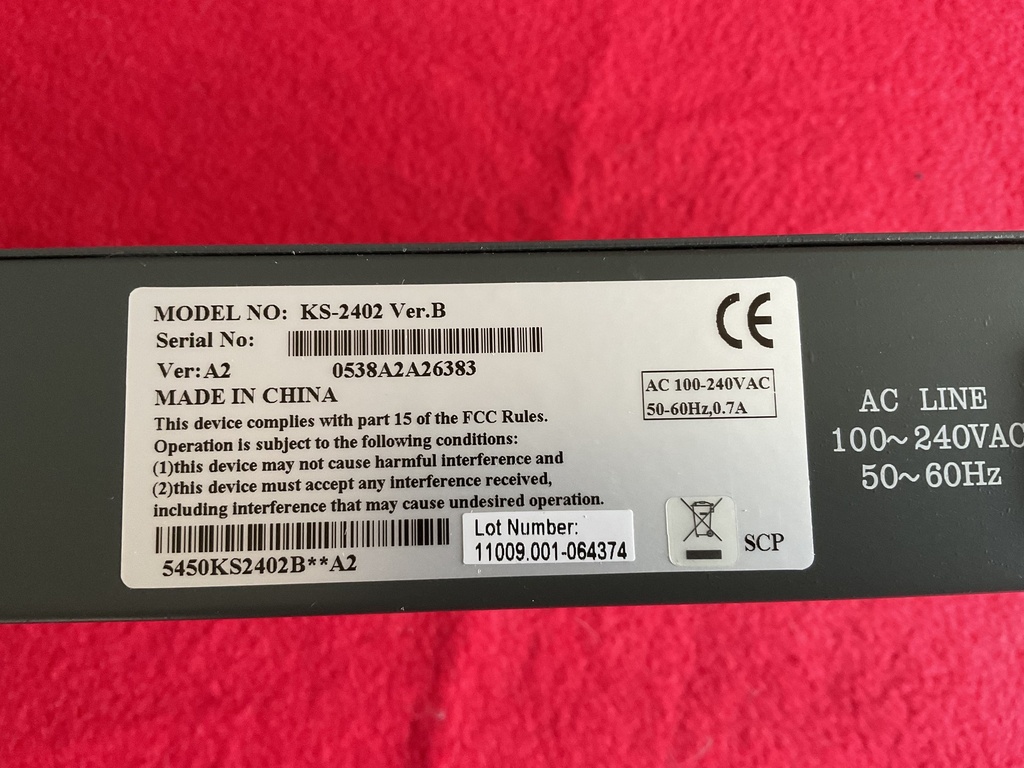 MODEL NO: KS-2402 Ver.B
Serial No:
Ver:A2 0538A2A26383
MADE IN CHINA
This device complies with part 15 of the FCC Rules.
Operation is subject to the following conditions:
(1)this device may not cause harmful interference and
(2)this device must accept any interference received,
including interference that may cause undesired operation.
5450KS2402B**A2
Lot Number:
11009.001-064374
CE
AC 100-240VAC
50-60Hz,0.7A
SCP
AC LINE
100~240VAC
50~60Hz